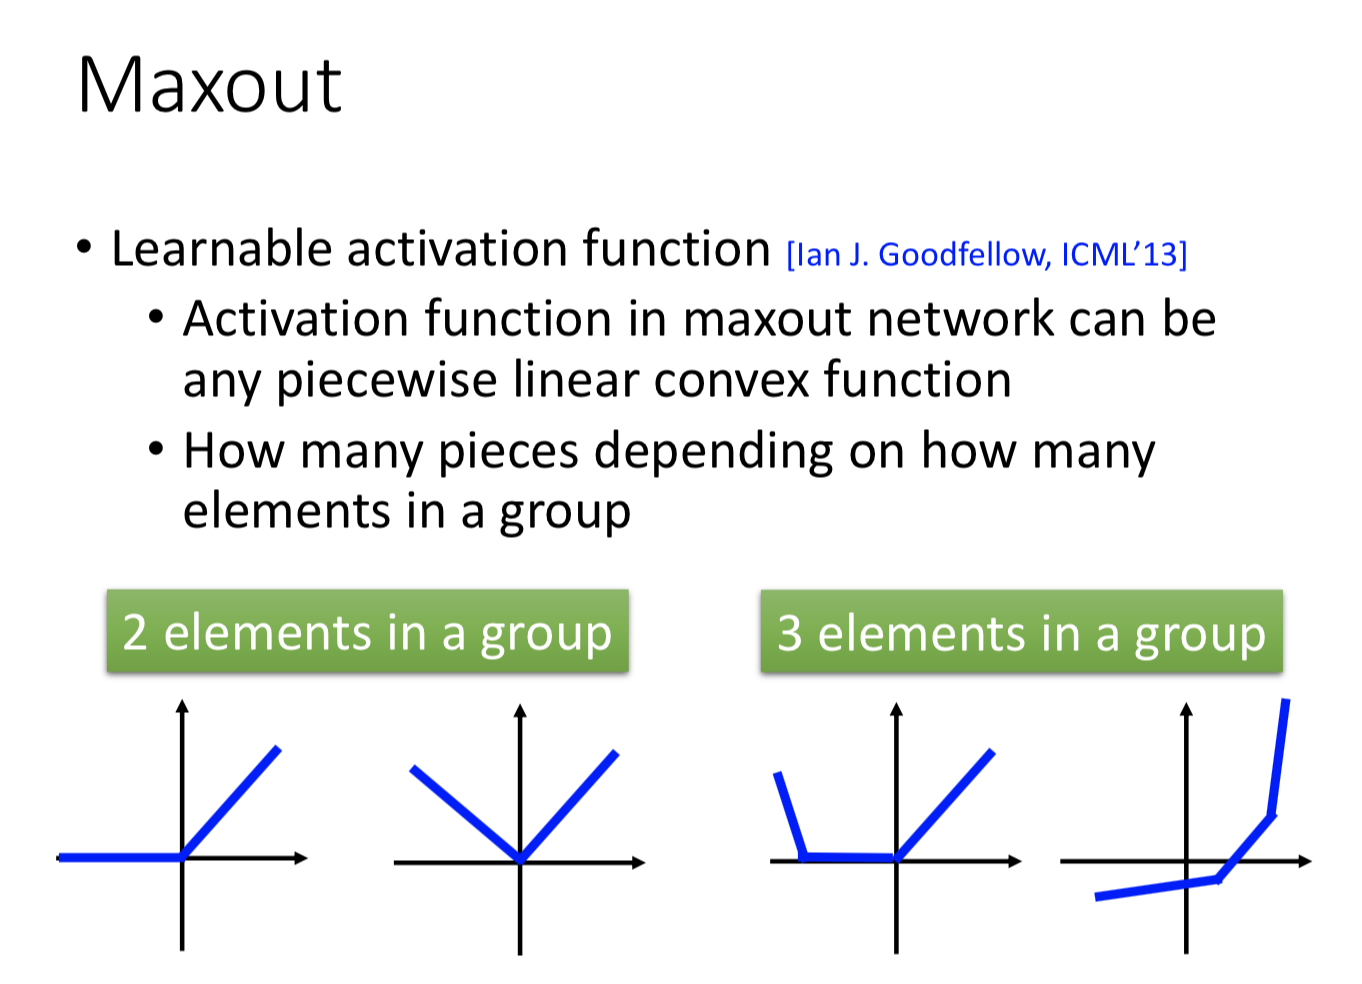 Maxout
• Learnable activation function [Ian J. Goodfellow, ICML’13]
• Activation function in maxout network can be
any piecewise linear convex function
• How many pieces depending on how many
elements in a group
2 elements in a group
3 elements in a group